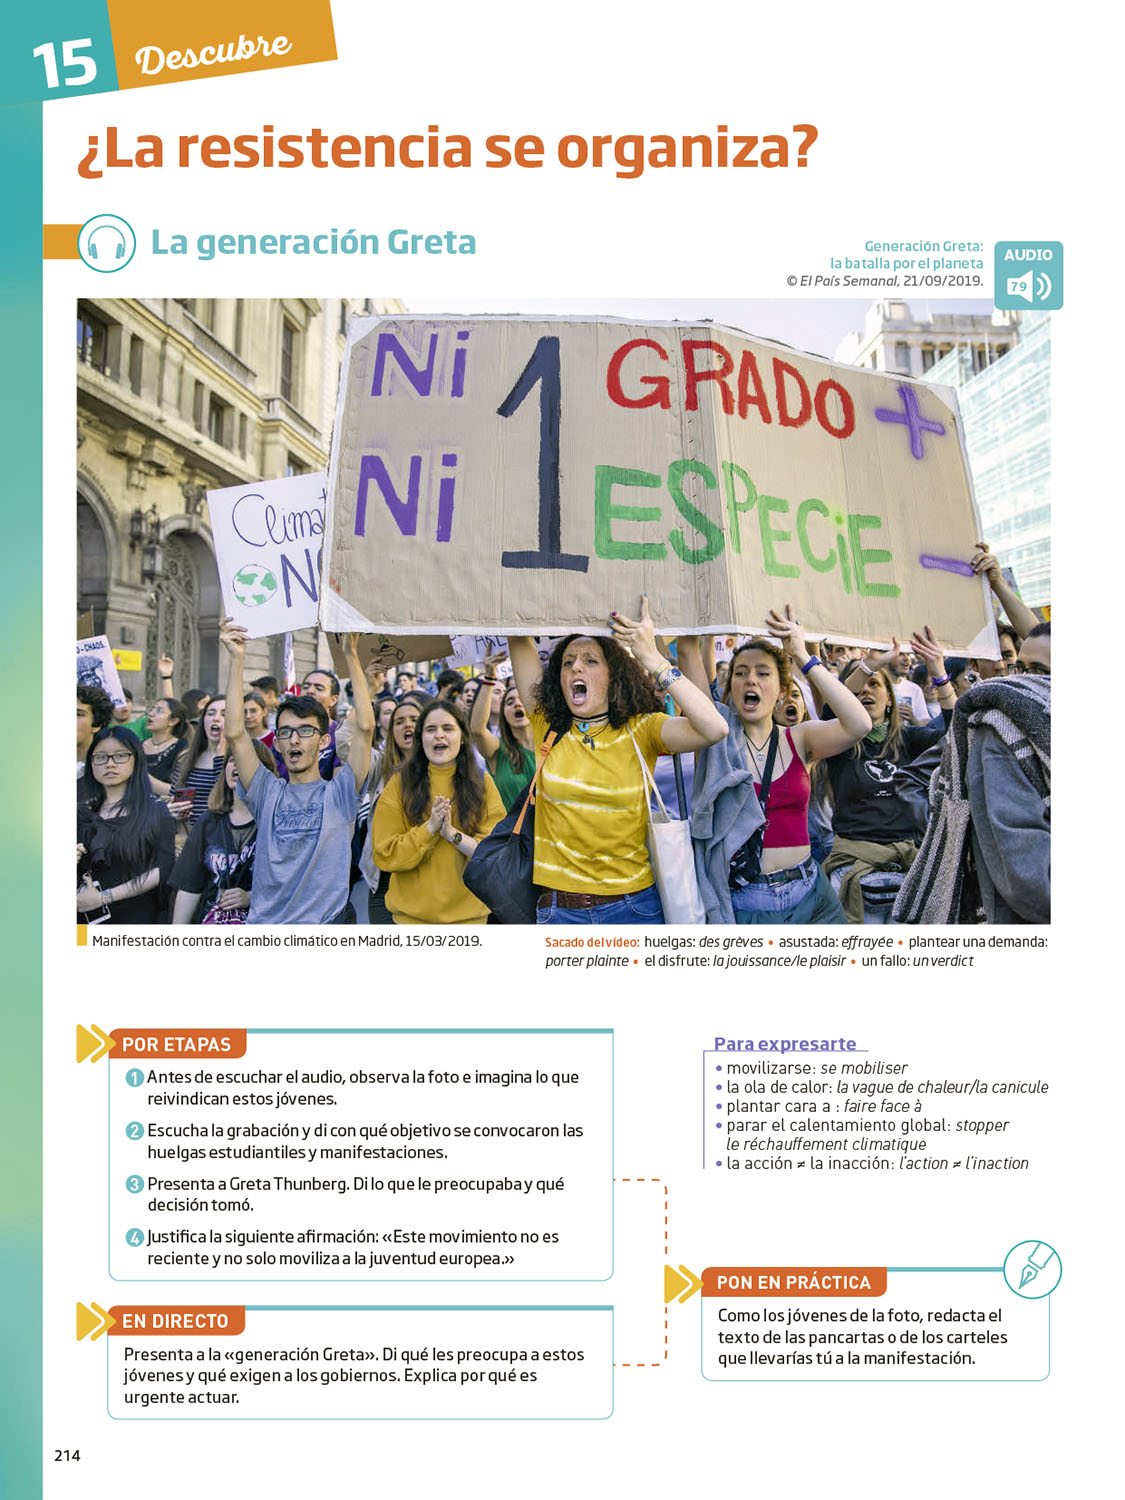 15 Descubre
¿La resistencia se organiza?
La generación Greta
Generación Greta:
la batalla por el planeta
© El País Semanal, 21/09/2019.
AUDIO
79
Ni 1 GRADO +
Ni 1 ESPECiE –
Clima
NO
O-CHAOS.
Manifestación contra el cambio climático en Madrid, 15/03/2019.
Sacado del vídeo: huelgas: des grèves • asustada: effrayée • plantear una demanda:
porter plainte • el disfrute: la jouissance/le plaisir • un fallo: un verdict
POR ETAPAS
1 Antes de escuchar el audio, observa la foto e imagina lo que
reivindican estos jóvenes.
2 Escucha la grabación y di con qué objetivo se convocaron las
huelgas estudiantiles y manifestaciones.
3 Presenta a Greta Thunberg. Di lo que le preocupaba y qué
decisión tomó.
4 Justifica la siguiente afirmación: «Este movimiento no es
reciente y no solo moviliza a la juventud europea.»
EN DIRECTO
Presenta a la «generación Greta». Di qué les preocupa a estos
jóvenes y qué exigen a los gobiernos. Explica por qué es
urgente actuar.
Para expresarte
• movilizarse: se mobiliser
• la ola de calor: la vague de chaleur/la canicule
• plantar cara a : faire face à
• parar el calentamiento global: stopper
le réchauffement climatique
• la acción ≠ la inacción: l'action ≠ l'inaction
PON EN PRÁCTICA
Como los jóvenes de la foto, redacta el
texto de las pancartas o de los carteles
que llevarías tú a la manifestación.
214